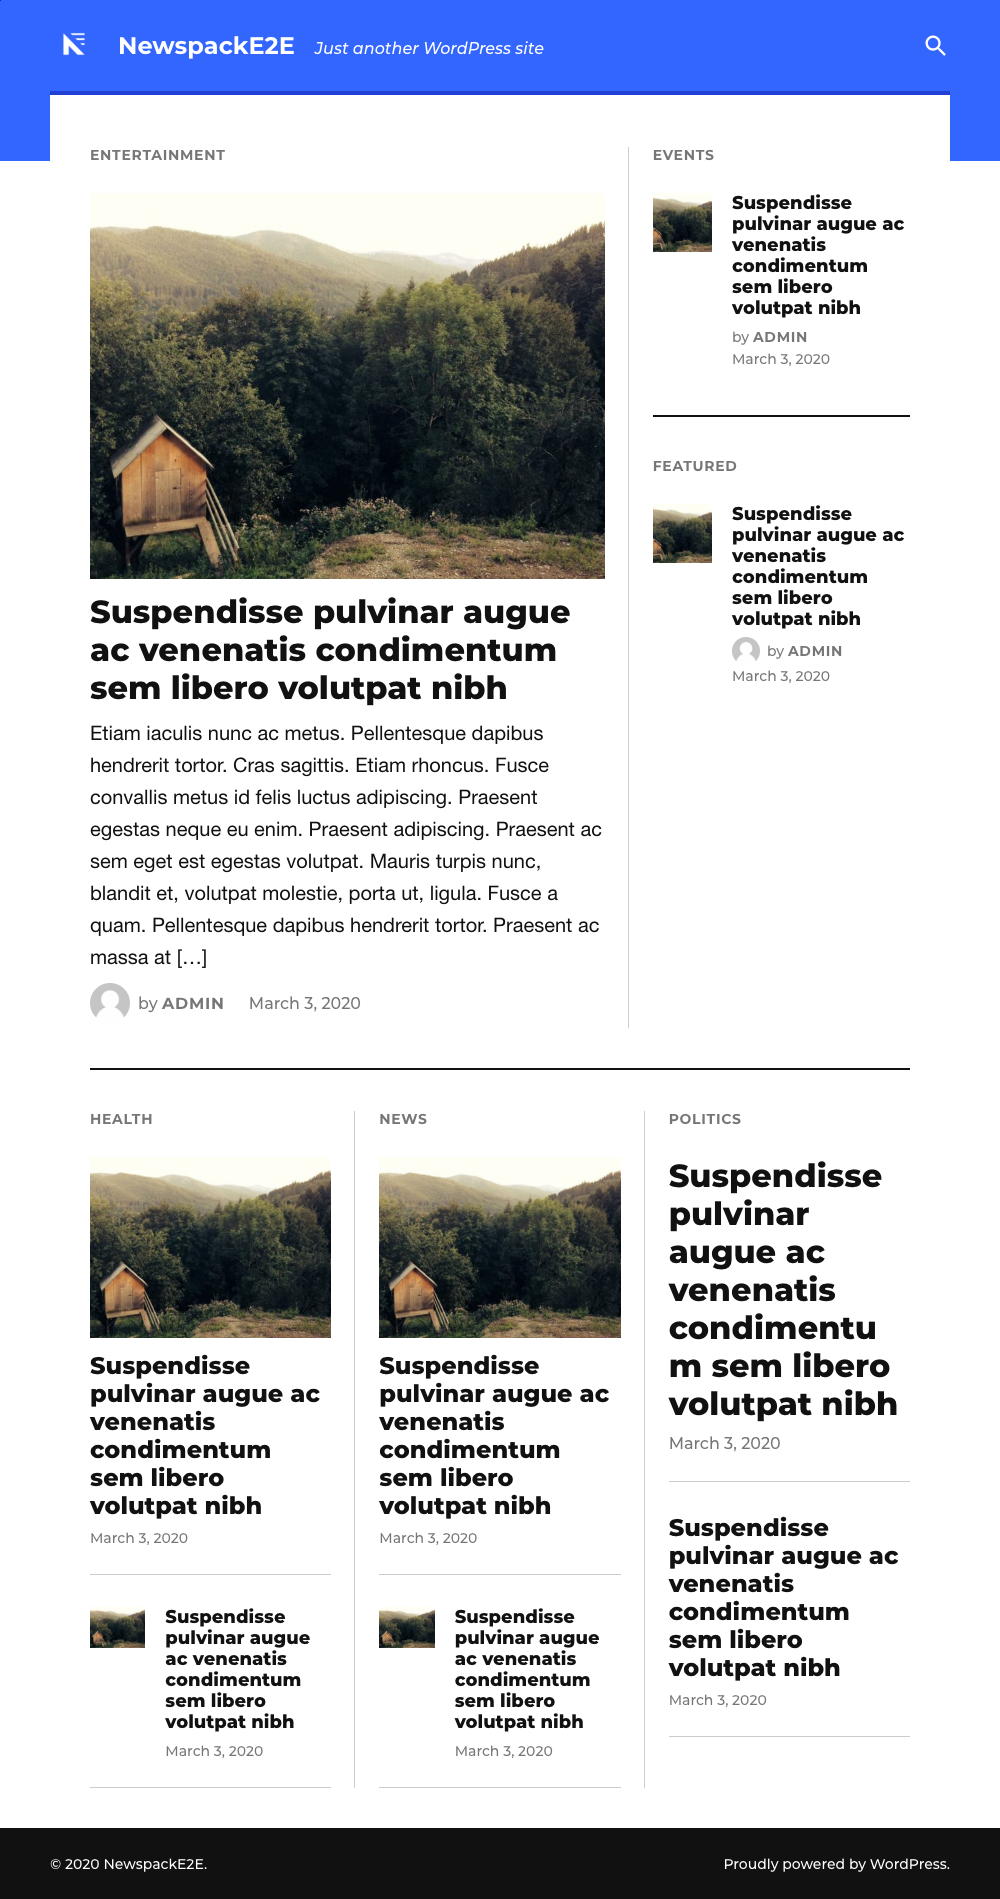 NewspackE2E
Just another WordPress site
ENTERTAINMENT
Suspendisse pulvinar augue
ac venenatis condimentum
sem libero volutpat nibh
Etiam iaculis nunc ac metus. Pellentesque dapibus
hendrerit tortor. Cras sagittis. Etiam rhoncus. Fusce
convallis metus id felis luctus adipiscing. Praesent
egestas neque eu enim. Praesent adipiscing. Praesent ac
sem eget est egestas volutpat. Mauris turpis nunc,
blandit et, volutpat molestie, porta ut, ligula. Fusce a
quam. Pellentesque dapibus hendrerit tortor. Praesent ac
massa at […]
by ADMIN March 3, 2020
EVENTS
Suspendisse
pulvinar augue ac
venenatis
condimentum
sem libero
volutpat nibh
by ADMIN
March 3, 2020
FEATURED
Suspendisse
pulvinar augue ac
venenatis
condimentum
sem libero
volutpat nibh
by ADMIN
March 3, 2020
HEALTH
Suspendisse
pulvinar augue ac
venenatis
condimentum
sem libero
volutpat nibh
March 3, 2020
Suspendisse
pulvinar augue
ac venenatis
condimentum
sem libero
volutpat nibh
March 3, 2020
NEWS
Suspendisse
pulvinar augue ac
venenatis
condimentum
sem libero
volutpat nibh
March 3, 2020
Suspendisse
pulvinar augue
ac venenatis
condimentum
sem libero
volutpat nibh
March 3, 2020
POLITICS
Suspendisse
pulvinar
augue ac
venenatis
condimentu
m sem libero
volutpat nibh
March 3, 2020
Suspendisse
pulvinar augue ac
venenatis
condimentum
sem libero
volutpat nibh
March 3, 2020
© 2020 NewspackE2E.
Proudly powered by WordPress.